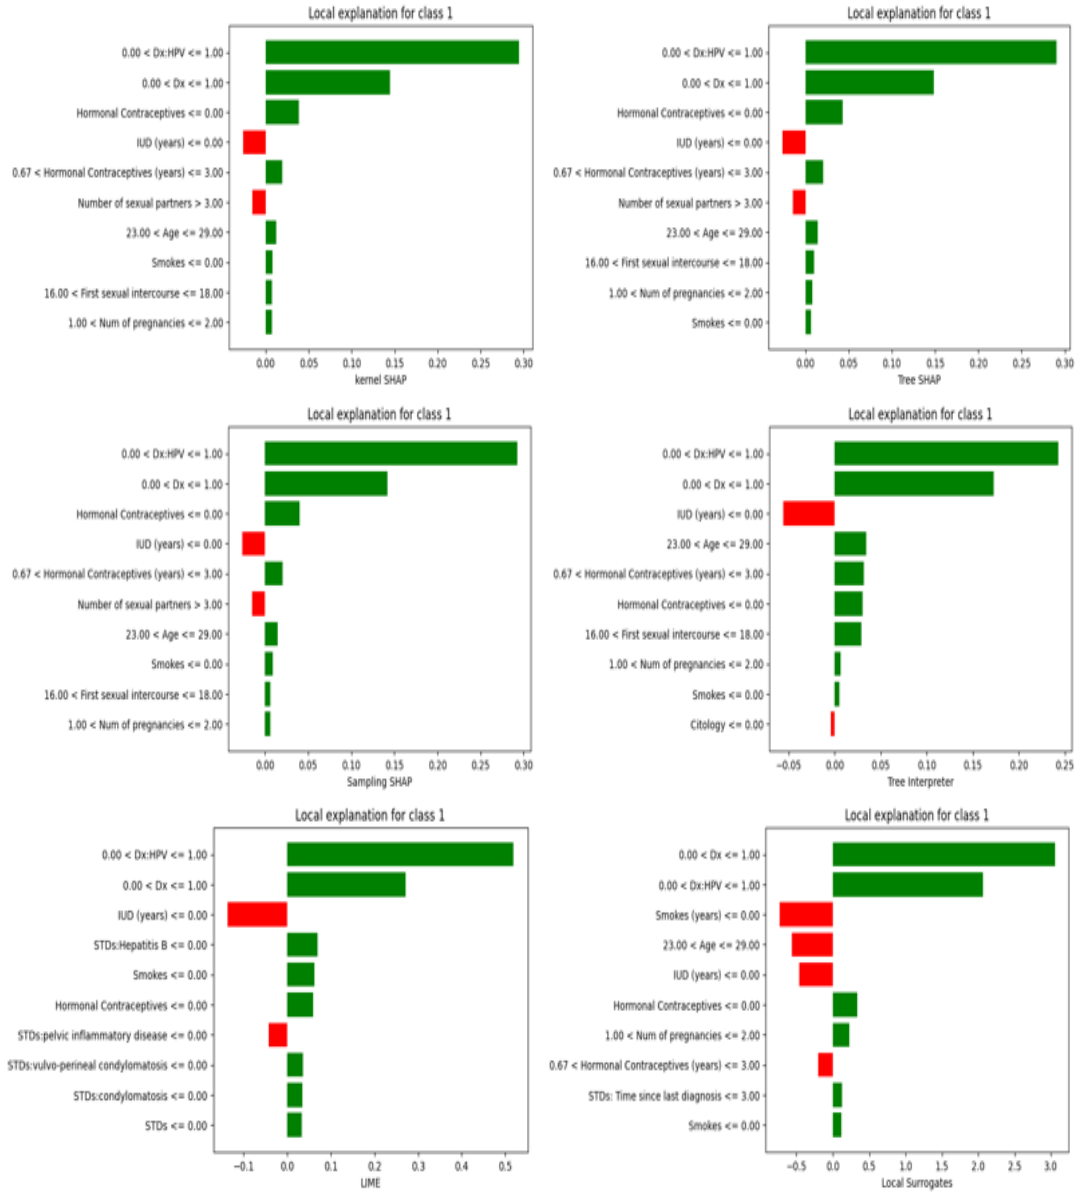 Local explanation for class 1
0.00 < Dx:HPV <= 1.00
0.00 < Dx <= 1.00
Hormonal Contraceptives <= 0.00
IUD (years) <= 0.00
0.67 < Hormonal Contraceptives (years) <= 3.00
Number of sexual partners > 3.00
23.00 < Age <= 29.00
Smokes <= 0.00
16.00 < First sexual intercourse <= 18.00
1.00 < Num of pregnancies <= 2.00
0.00 0.05 0.10 0.15 0.20 0.25 0.30
kernel SHAP
Local explanation for class 1
0.00 < Dx:HPV <= 1.00
0.00 < Dx <= 1.00
Hormonal Contraceptives <= 0.00
IUD (years) <= 0.00
0.67 < Hormonal Contraceptives (years) <= 3.00
Number of sexual partners > 3.00
23.00 < Age <= 29.00
16.00 < First sexual intercourse <= 18.00
1.00 < Num of pregnancies <= 2.00
Smokes <= 0.00
0.00 0.05 0.10 0.15 0.20 0.25 0.30
Tree SHAP
Local explanation for class 1
0.00 < Dx:HPV <= 1.00
0.00 < Dx <= 1.00
Hormonal Contraceptives <= 0.00
IUD (years) <= 0.00
0.67 < Hormonal Contraceptives (years) <= 3.00
Number of sexual partners > 3.00
23.00 < Age <= 29.00
Smokes <= 0.00
16.00 < First sexual intercourse <= 18.00
1.00 < Num of pregnancies <= 2.00
0.00 0.05 0.10 0.15 0.20 0.25 0.30
Sampling SHAP
Local explanation for class 1
0.00 < Dx:HPV <= 1.00
0.00 < Dx <= 1.00
IUD (years) <= 0.00
23.00 < Age <= 29.00
0.67 < Hormonal Contraceptives (years) <= 3.00
Hormonal Contraceptives <= 0.00
16.00 < First sexual intercourse <= 18.00
1.00 < Num of pregnancies <= 2.00
Smokes <= 0.00
Citology <= 0.00
−0.05 0.00 0.05 0.10 0.15 0.20 0.25
Tree Interpreter
Local explanation for class 1
0.00 < Dx:HPV <= 1.00
0.00 < Dx <= 1.00
IUD (years) <= 0.00
STDs:Hepatitis B <= 0.00
Smokes <= 0.00
Hormonal Contraceptives <= 0.00
STDs:pelvic inflammatory disease <= 0.00
STDs:vulvo-perineal condylomatosis <= 0.00
STDs:condylomatosis <= 0.00
STDs <= 0.00
−0.1 0.0 0.1 0.2 0.3 0.4 0.5
LIME
Local explanation for class 1
0.00 < Dx <= 1.00
0.00 < Dx:HPV <= 1.00
Smokes (years) <= 0.00
23.00 < Age <= 29.00
IUD (years) <= 0.00
Hormonal Contraceptives <= 0.00
1.00 < Num of pregnancies <= 2.00
0.67 < Hormonal Contraceptives (years) <= 3.00
STDs: Time since last diagnosis <= 3.00
Smokes <= 0.00
−0.5 0.0 0.5 1.0 1.5 2.0 2.5 3.0
Local Surrogates